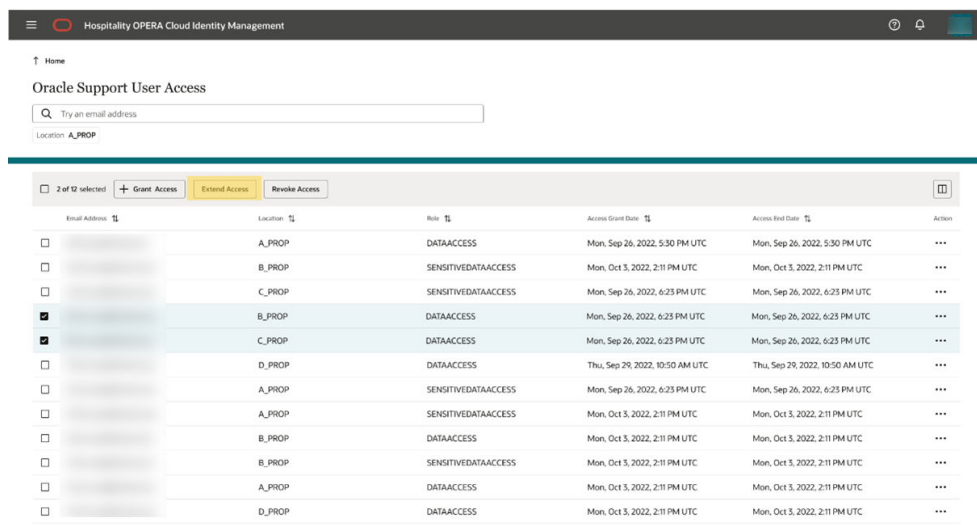 Hospitality OPERA Cloud Identity Management
↑ Home
Oracle Support User Access
Try an email address
Location A_PROP
2 of 12 selected + Grant Access Extend Access Revoke Access
Email Address Location Role Access Grant Date Access End Date Action
A_PROP DATAACCESS Mon, Sep 26, 2022, 5:30 PM UTC Mon, Sep 26, 2022, 5:30 PM UTC ...
B_PROP SENSITIVEDATAACCESS Mon, Oct 3, 2022, 2:11 PM UTC Mon, Oct 3, 2022, 2:11 PM UTC ...
C_PROP SENSITIVEDATAACCESS Mon, Sep 26, 2022, 6:23 PM UTC Mon, Sep 26, 2022, 6:23 PM UTC ...
B_PROP DATAACCESS Mon, Sep 26, 2022, 6:23 PM UTC Mon, Sep 26, 2022, 6:23 PM UTC ...
C_PROP DATAACCESS Mon, Sep 26, 2022, 6:23 PM UTC Mon, Sep 26, 2022, 6:23 PM UTC ...
D_PROP DATAACCESS Thu, Sep 29, 2022, 10:50 AM UTC Thu, Sep 29, 2022, 10:50 AM UTC ...
A_PROP SENSITIVEDATAACCESS Mon, Sep 26, 2022, 6:23 PM UTC Mon, Sep 26, 2022, 6:23 PM UTC ...
A_PROP SENSITIVEDATAACCESS Mon, Oct 3, 2022, 2:11 PM UTC Mon, Oct 3, 2022, 2:11 PM UTC ...
B_PROP DATAACCESS Mon, Oct 3, 2022, 2:11 PM UTC Mon, Oct 3, 2022, 2:11 PM UTC ...
B_PROP SENSITIVEDATAACCESS Mon, Oct 3, 2022, 2:11 PM UTC Mon, Oct 3, 2022, 2:11 PM UTC ...
A_PROP DATAACCESS Mon, Oct 3, 2022, 2:11 PM UTC Mon, Oct 3, 2022, 2:11 PM UTC ...
D_PROP DATAACCESS Mon, Oct 3, 2022, 2:11 PM UTC Mon, Oct 3, 2022, 2:11 PM UTC ...